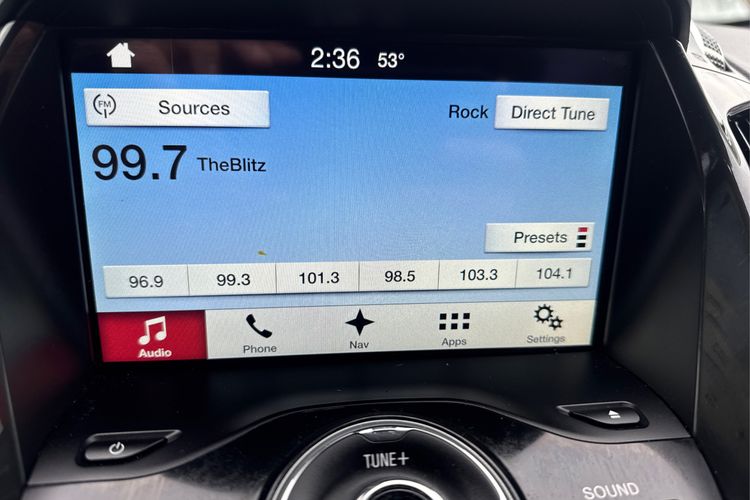 2:36 53°
FM Sources
Rock Direct Tune
99.7 TheBlitz
Presets
96.9 99.3 101.3 98.5 103.3 104.1
Audio Phone Nav Apps Settings
TUNE+
SOUND